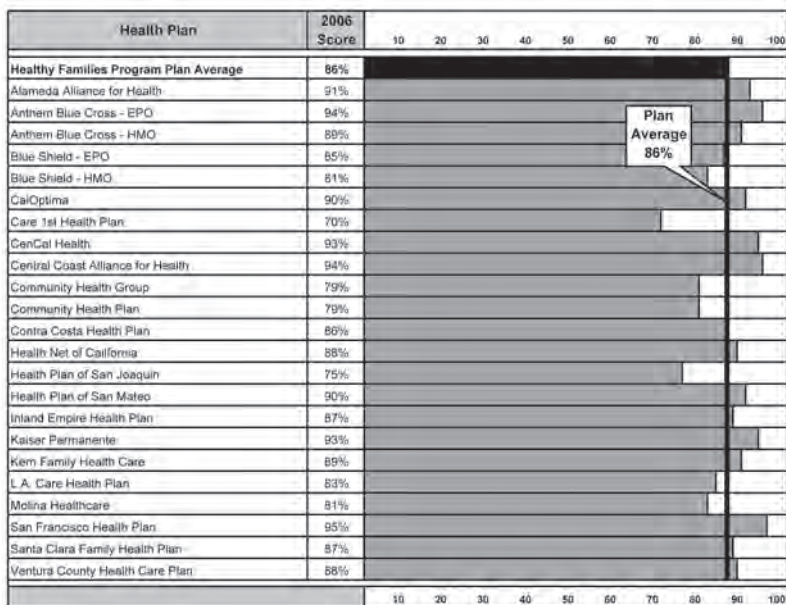 Health Plan 2006 Score 10 20 30 40 50 60 70 80 90 100
Healthy Families Program Plan Average 86%
Alameda Alliance for Health 91%
Anthem Blue Cross - EPO 94%
Anthem Blue Cross - HMO 89%
Blue Shield - EPO 85%
Blue Shield - HMO 81%
CalOptima 90%
Care 1st Health Plan 70%
CenCal Health 93%
Central Coast Alliance for Health 94%
Community Health Group 79%
Community Health Plan 79%
Contra Costa Health Plan 86%
Health Net of California 88%
Health Plan of San Joaquin 75%
Health Plan of San Mateo 90%
Inland Empire Health Plan 87%
Kaiser Permanente 93%
Kern Family Health Care 89%
L.A. Care Health Plan 83%
Molina Healthcare 81%
San Francisco Health Plan 95%
Santa Clara Family Health Plan 87%
Ventura County Health Care Plan 88%
Plan
Average
86%
10 20 30 40 50 60 70 80 90 100